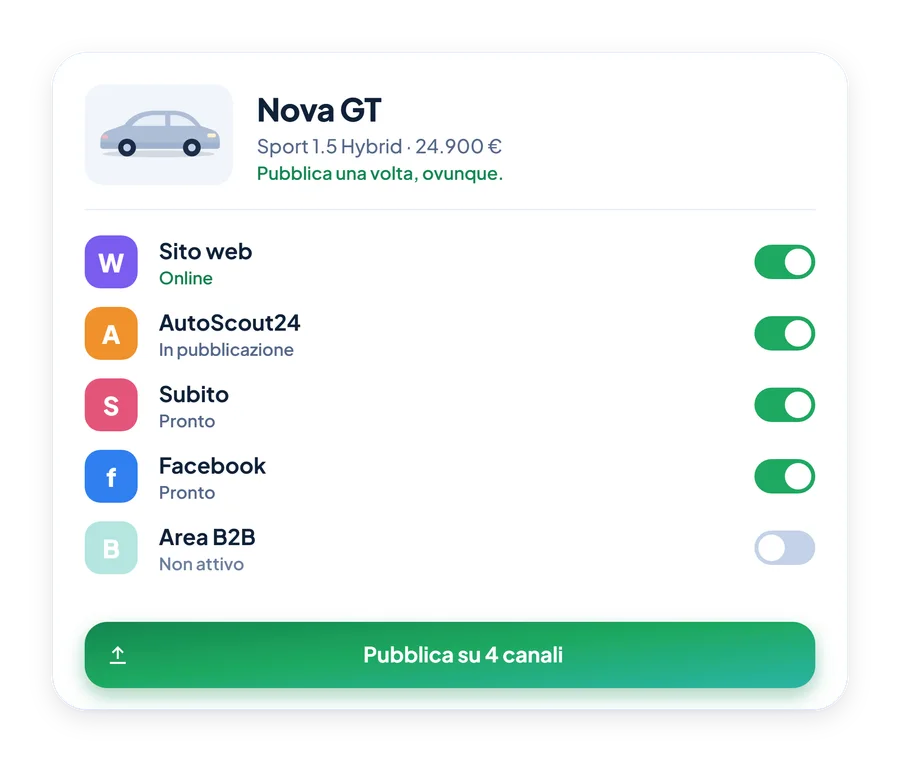 Nova GT
Sport 1.5 Hybrid · 24.900 €
Pubblica una volta, ovunque.
W
Sito web
Online
A
AutoScout24
In pubblicazione
S
Subito
Pronto
f
Facebook
Pronto
B
Area B2B
Non attivo
Pubblica su 4 canali